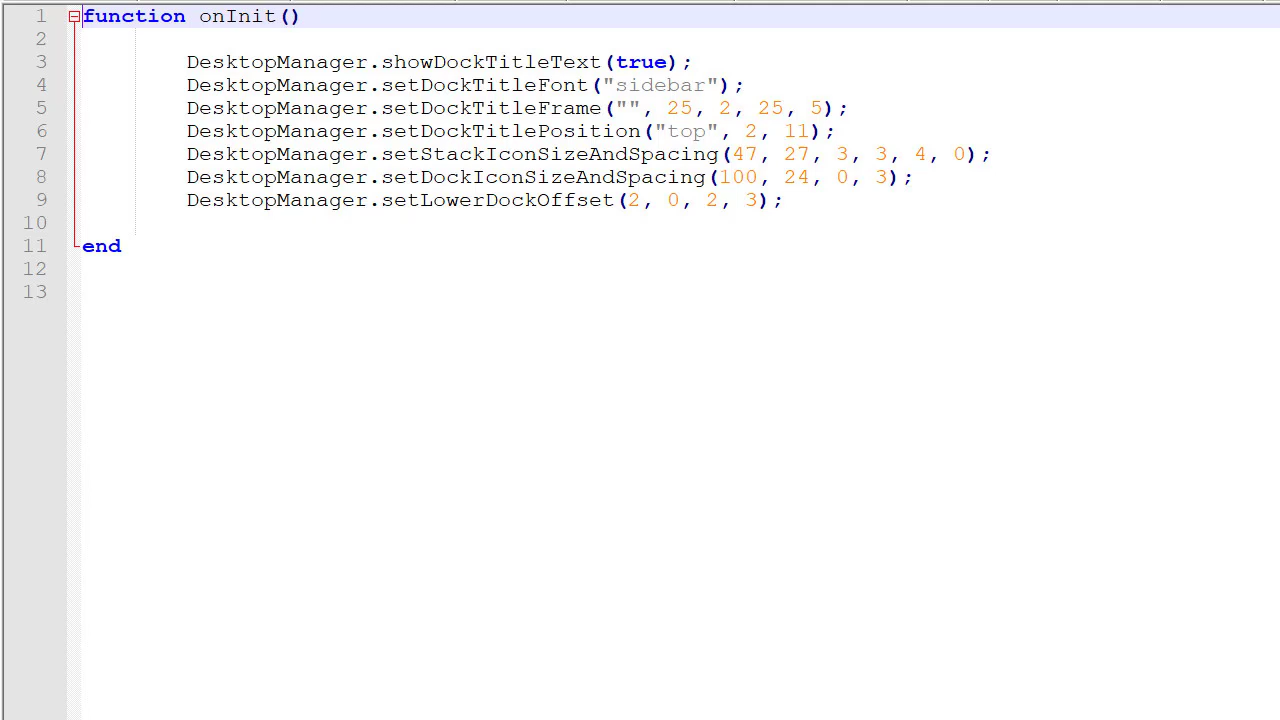 1 function onInit()
2
3 DesktopManager.showDockTitleText(true);
4 DesktopManager.setDockTitleFont("sidebar");
5 DesktopManager.setDockTitleFrame("", 25, 2, 25, 5);
6 DesktopManager.setDockTitlePosition("top", 2, 11);
7 DesktopManager.setStackIconSizeAndSpacing(47, 27, 3, 3, 4, 0);
8 DesktopManager.setDockIconSizeAndSpacing(100, 24, 0, 3);
9 DesktopManager.setLowerDockOffset(2, 0, 2, 3);
10
11 end
12
13